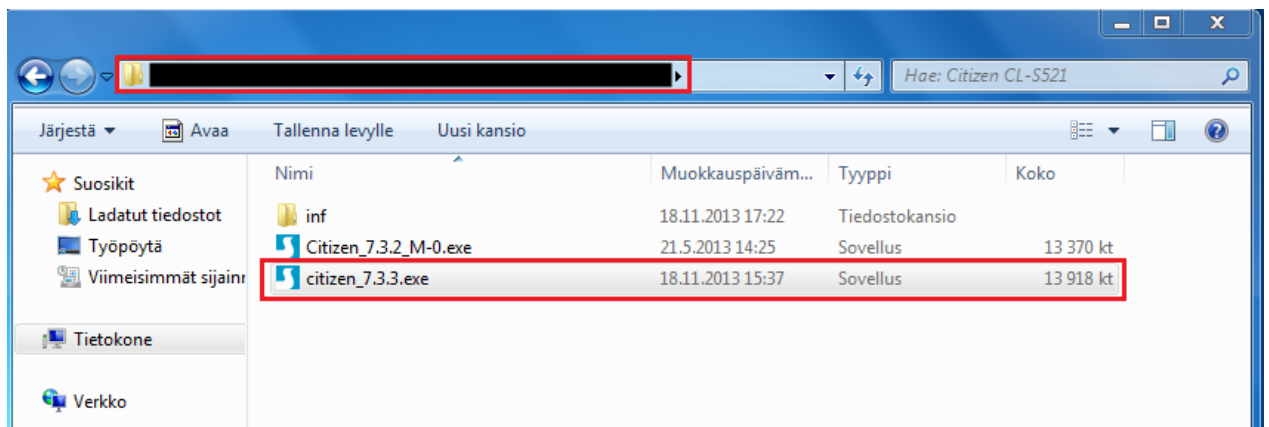 Hae: Citizen CL-S521
Järjestä Avaa Tallenna levylle Uusi kansio
Suosikit
Ladatut tiedostot
Työpöytä
Viimeisimmät sijainn
Tietokone
Verkko
Nimi Muokkauspäiväm... Tyyppi Koko
inf 18.11.2013 17:22 Tiedostokansio
Citizen_7.3.2_M-0.exe 21.5.2013 14:25 Sovellus 13 370 kt
citizen_7.3.3.exe 18.11.2013 15:37 Sovellus 13 918 kt